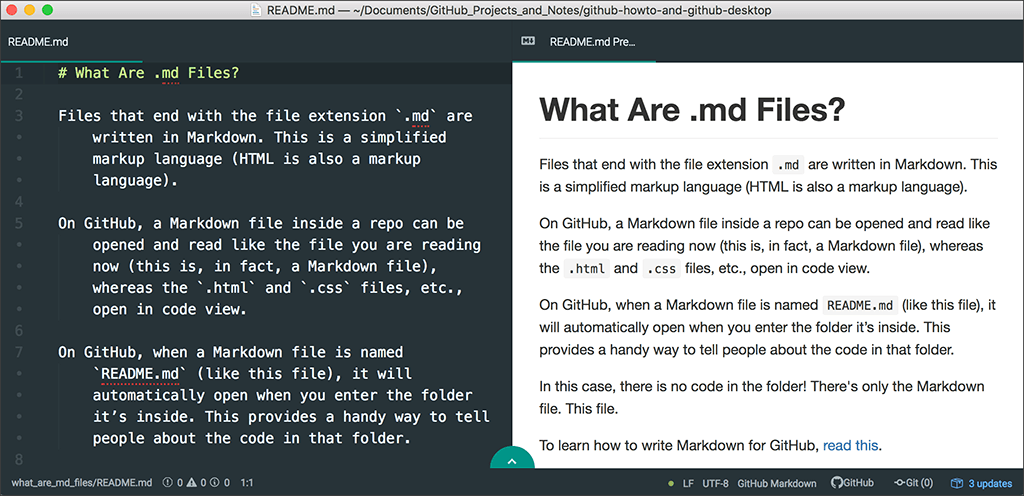 README.md — ~/Documents/GitHub_Projects_and_Notes/github-howto-and-github-desktop
README.md
README.md Pre...
1 # What Are .md Files?
2
3 Files that end with the file extension `.md` are
• written in Markdown. This is a simplified
• markup language (HTML is also a markup
• language).
4
5 On GitHub, a Markdown file inside a repo can be
• opened and read like the file you are reading
• now (this is, in fact, a Markdown file),
• whereas the `.html` and `.css` files, etc.,
• open in code view.
6
7 On GitHub, when a Markdown file is named
• `README.md` (like this file), it will
• automatically open when you enter the folder
• it’s inside. This provides a handy way to tell
• people about the code in that folder.
8
What Are .md Files?
Files that end with the file extension .md are written in Markdown. This
is a simplified markup language (HTML is also a markup language).
On GitHub, a Markdown file inside a repo can be opened and read like
the file you are reading now (this is, in fact, a Markdown file), whereas
the .html and .css files, etc., open in code view.
On GitHub, when a Markdown file is named README.md (like this file), it
will automatically open when you enter the folder it’s inside. This
provides a handy way to tell people about the code in that folder.
In this case, there is no code in the folder! There's only the Markdown
file. This file.
To learn how to write Markdown for GitHub, read this.
what_are_md_files/README.md 0 0 0 1:1
LF UTF-8 GitHub Markdown GitHub Git (0) 3 updates